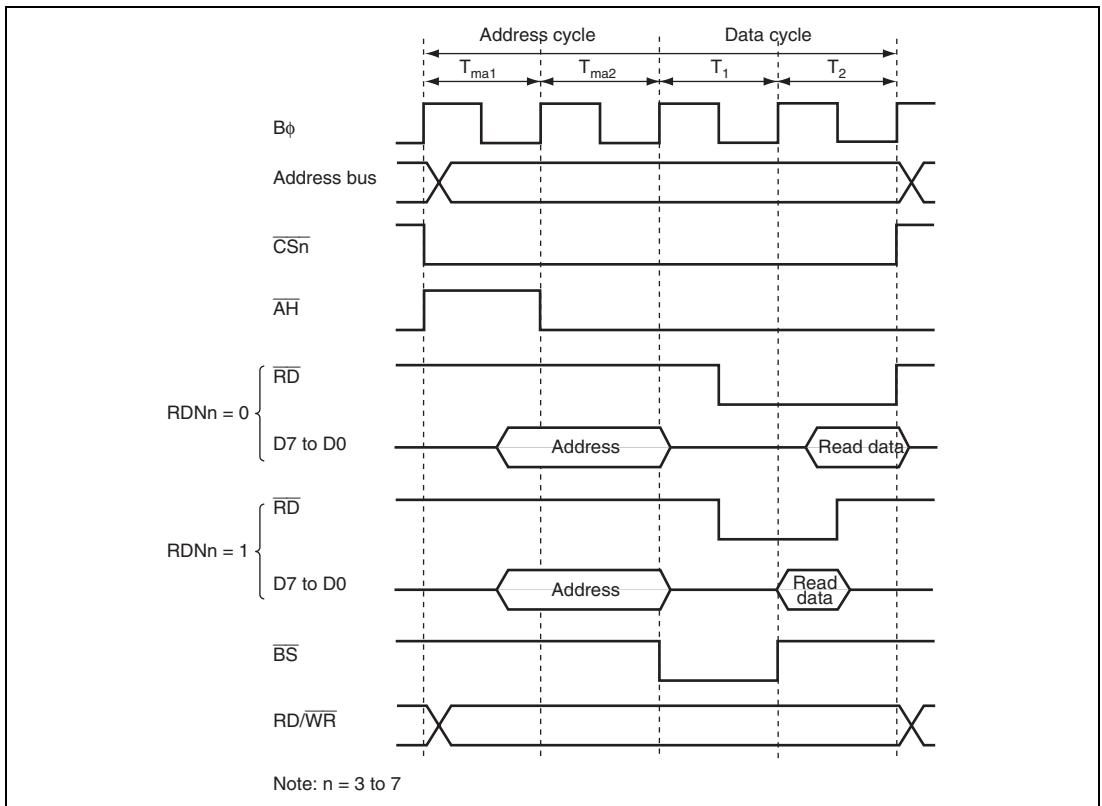 Address cycle Data cycle
Tma1 Tma2 T1 T2
Bφ
Address bus
CSn
AH
RD
RDNn = 0
D7 to D0 Address Read data
RD
RDNn = 1
D7 to D0 Address Read data
BS
RD/WR
Note: n = 3 to 7